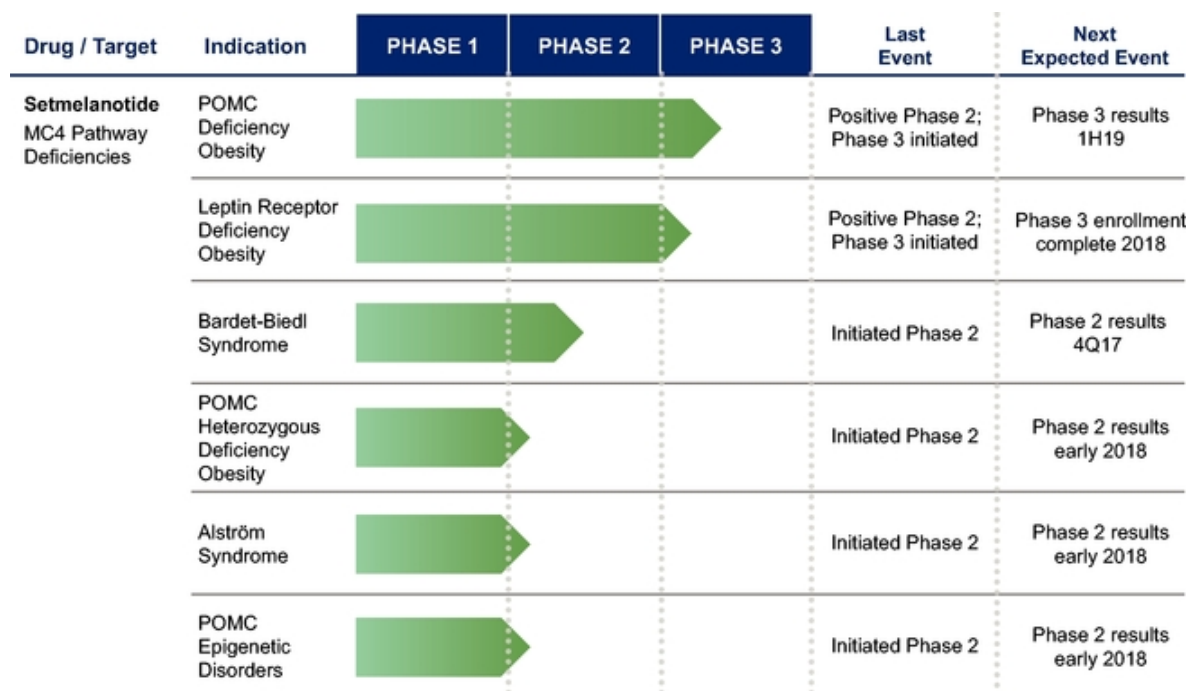 Drug / Target
Indication
PHASE 1
PHASE 2
PHASE 3
Last
Event
Next
Expected Event
Setmelanotide
MC4 Pathway
Deficiencies
POMC
Deficiency
Obesity
Positive Phase 2;
Phase 3 initiated
Phase 3 results
1H19
Leptin Receptor
Deficiency
Obesity
Positive Phase 2;
Phase 3 initiated
Phase 3 enrollment
complete 2018
Bardet-Biedl
Syndrome
Initiated Phase 2
Phase 2 results
4Q17
POMC
Heterozygous
Deficiency
Obesity
Initiated Phase 2
Phase 2 results
early 2018
Alström
Syndrome
Initiated Phase 2
Phase 2 results
early 2018
POMC
Epigenetic
Disorders
Initiated Phase 2
Phase 2 results
early 2018